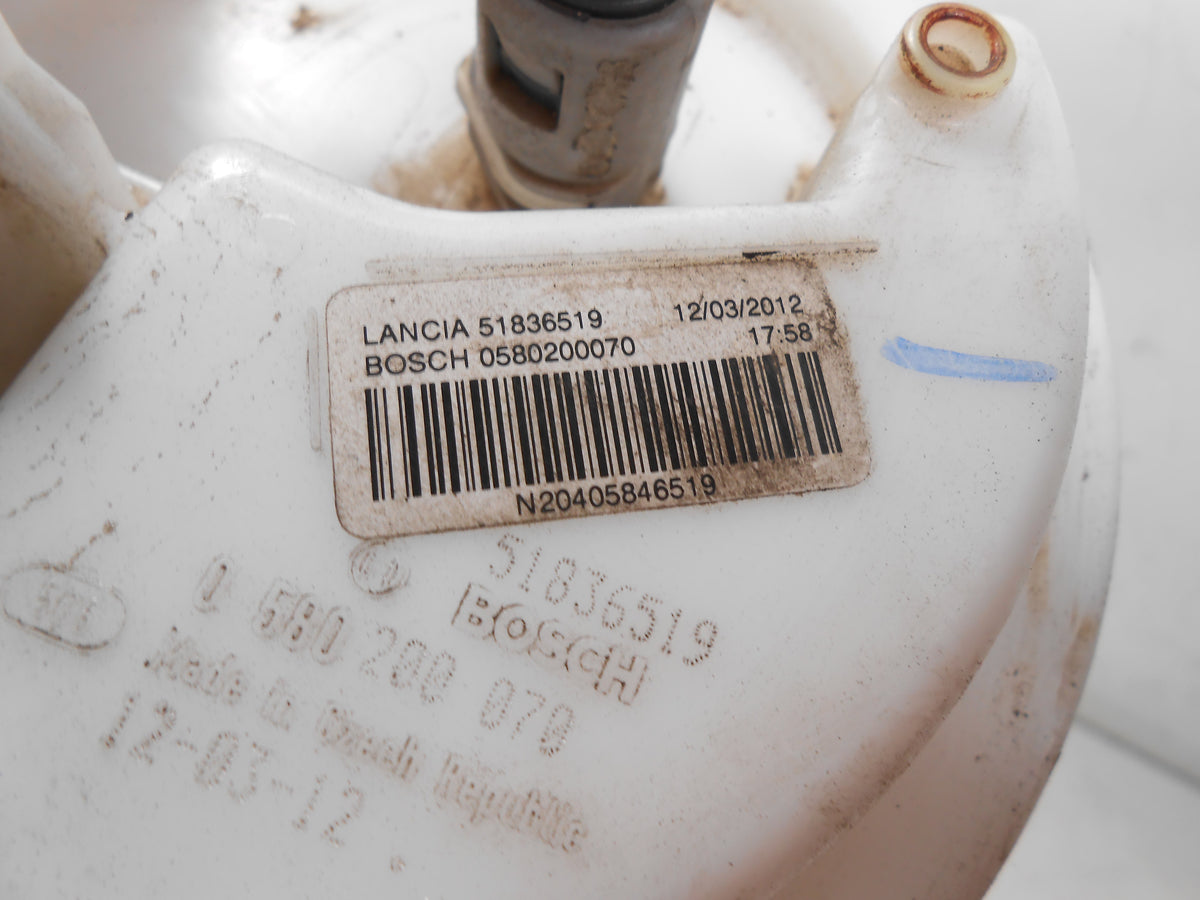 LANCIA 51836519 12/03/2012
BOSCH 0580200070 17:58
N20405846519
51836519
BOSCH
0 580 200 070
Made in Czech Republic
12-03-12